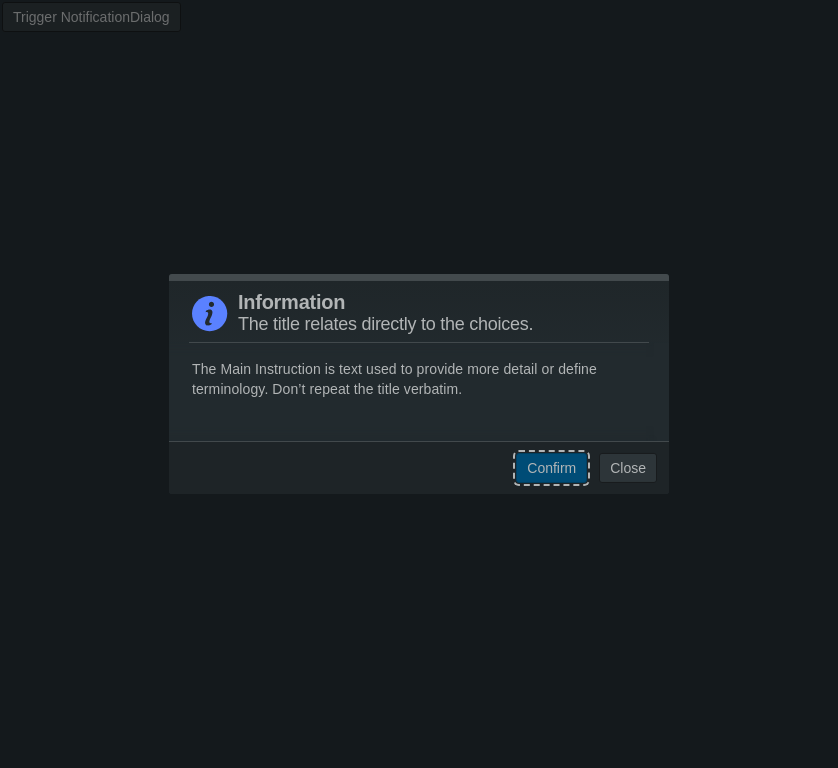 Trigger NotificationDialog
Information
The title relates directly to the choices.
The Main Instruction is text used to provide more detail or define
terminology. Don’t repeat the title verbatim.
Confirm
Close